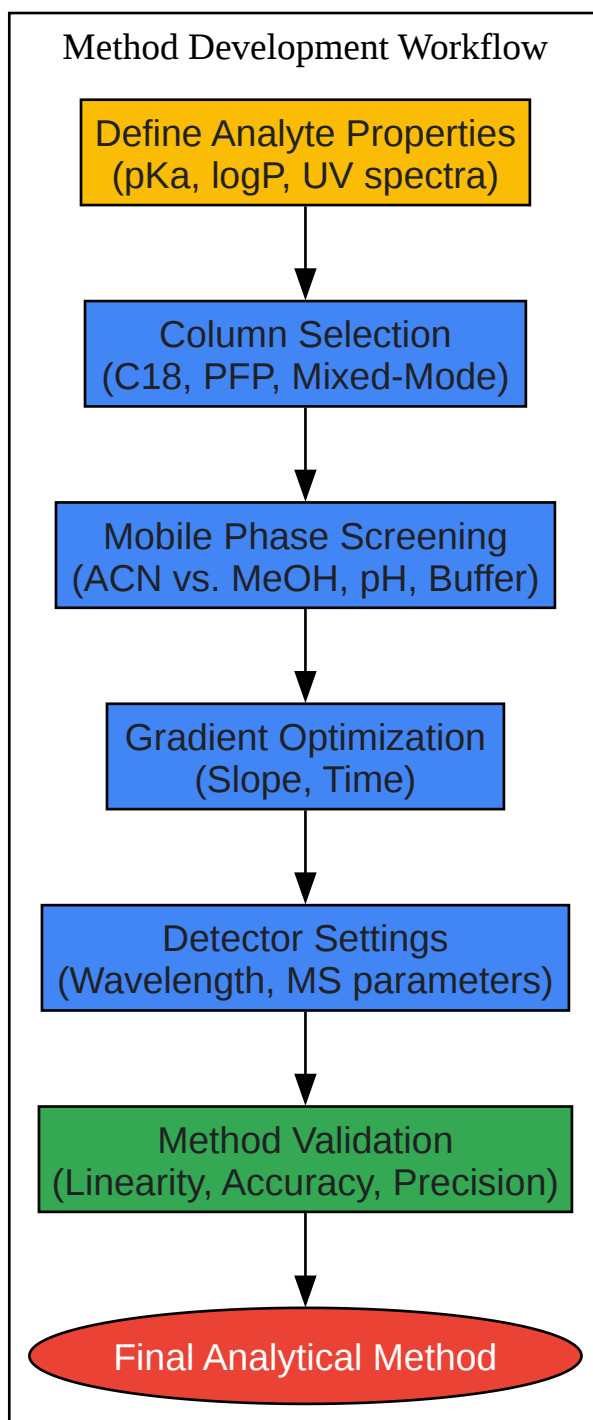 Method Development Workflow
Define Analyte Properties
(pKa, logP, UV spectra)
Column Selection
(C18, PFP, Mixed-Mode)
Mobile Phase Screening
(ACN vs. MeOH, pH, Buffer)
Gradient Optimization
(Slope, Time)
Detector Settings
(Wavelength, MS parameters)
Method Validation
(Linearity, Accuracy, Precision)
Final Analytical Method